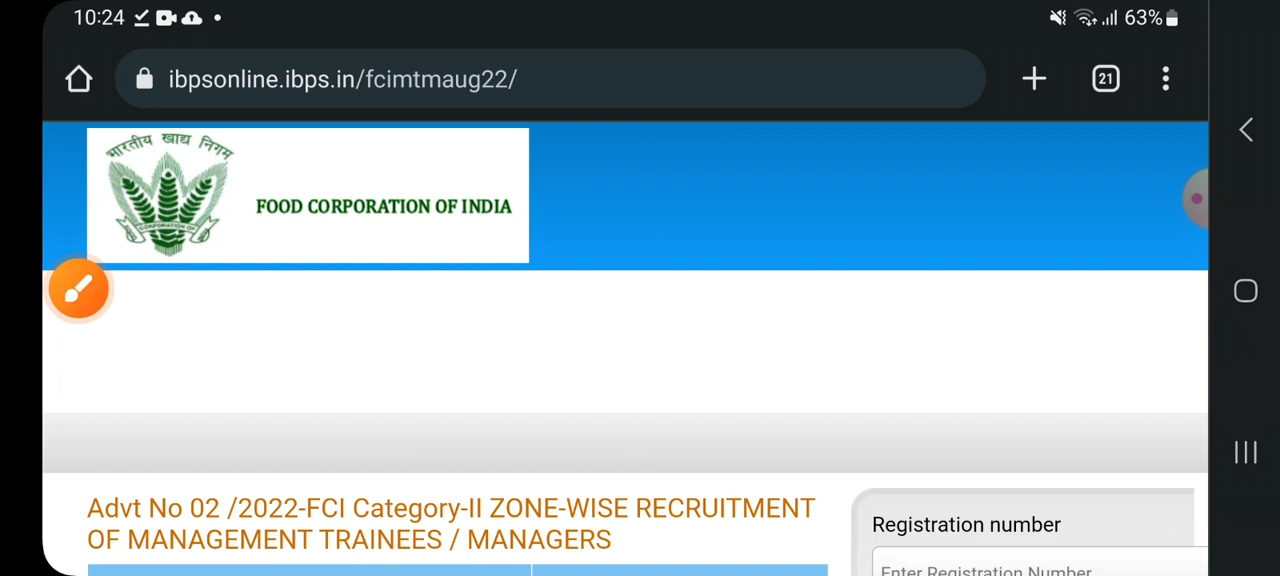 10:24
63%
ibpsonline.ibps.in/fcimtmaug22/
21
भारतीय खाद्य निगम
FOOD CORPORATION OF INDIA
Advt No 02 /2022-FCI Category-II ZONE-WISE RECRUITMENT
OF MANAGEMENT TRAINEES / MANAGERS
Registration number
Enter Registration Number